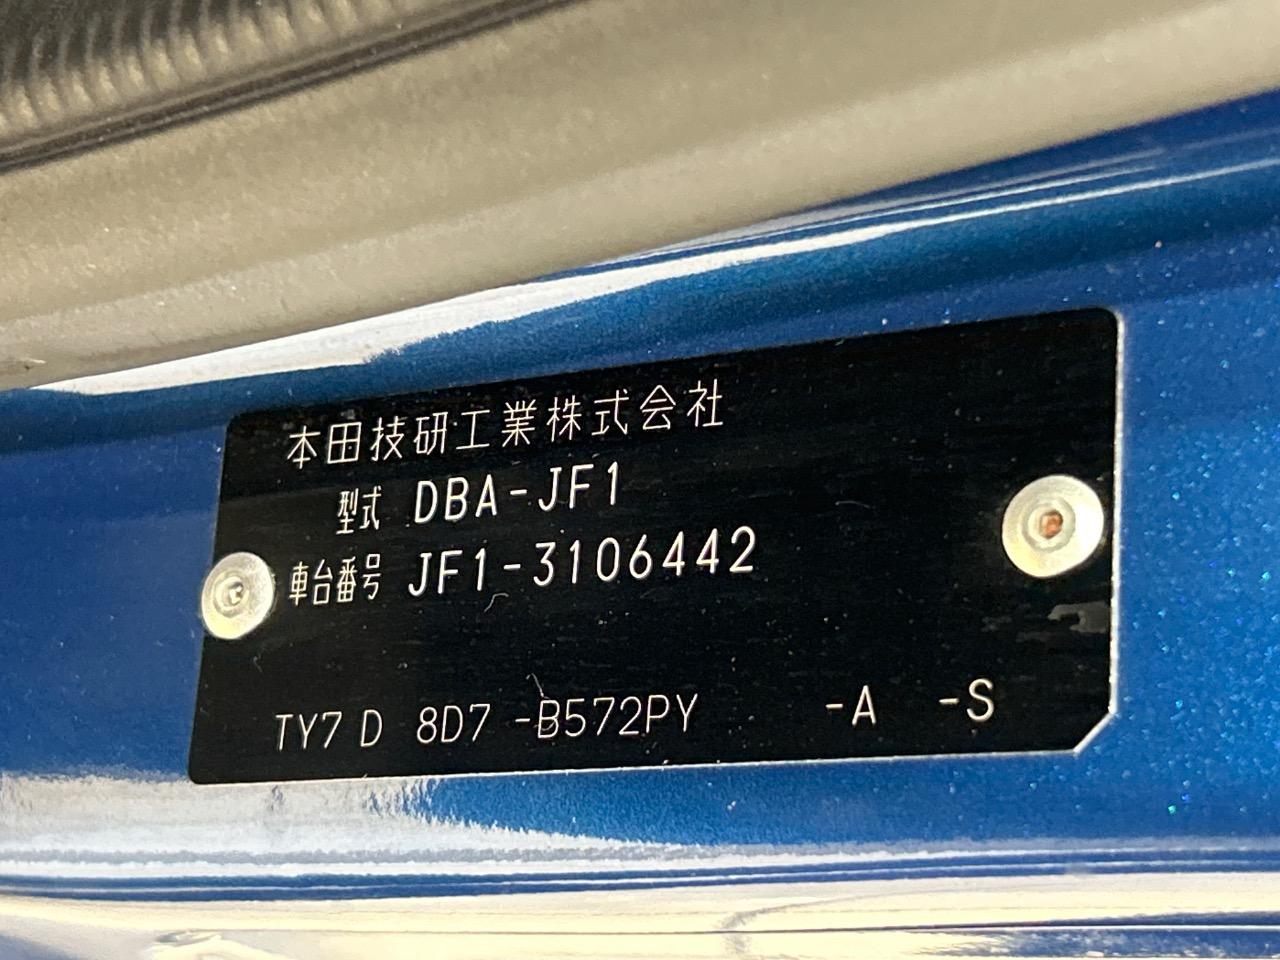 本田技研工業株式会社
型式 DBA-JF1
車台番号 JF1-3106442
TY7 D 8D7 -B572PY -A -S